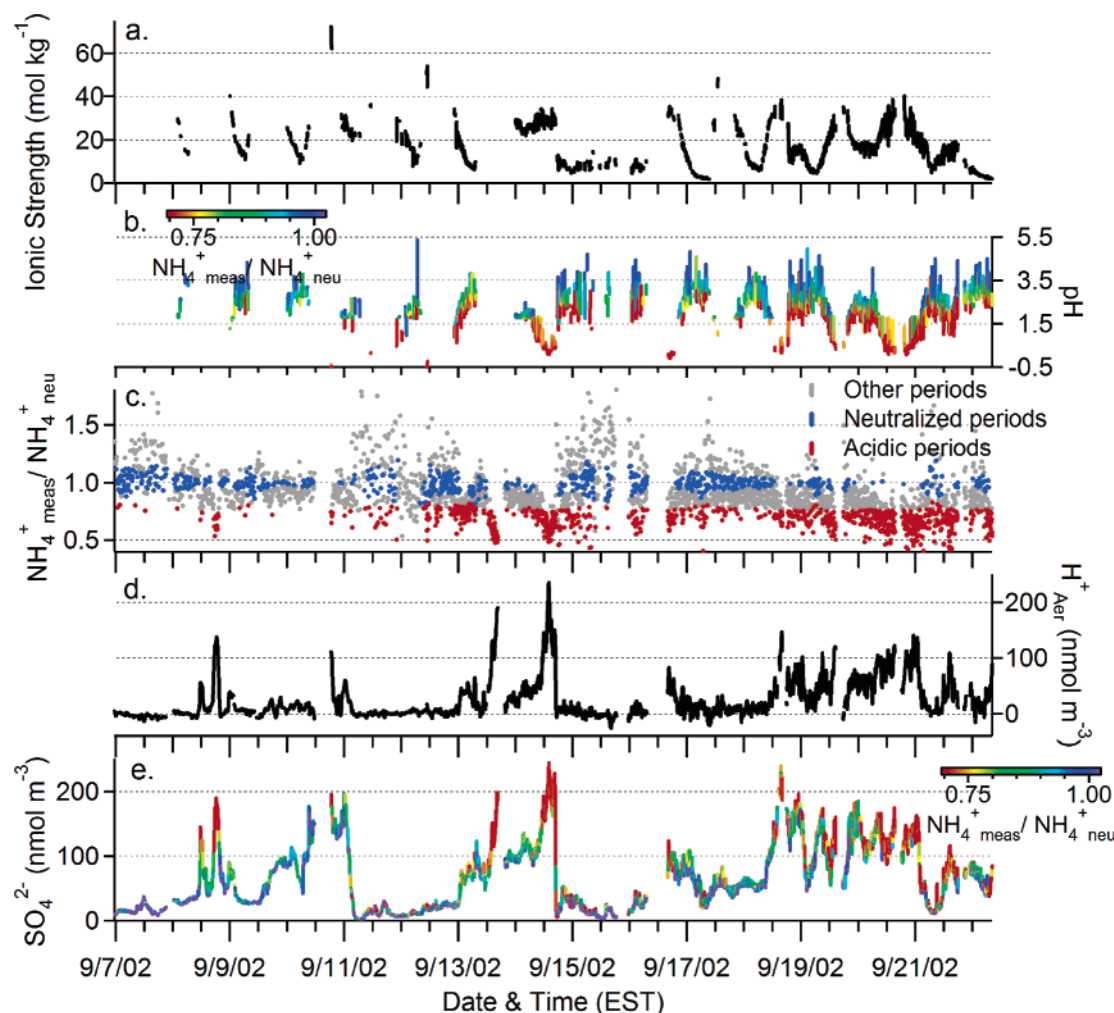 a.
Ionic Strength (mol kg⁻¹)
60
40
20
0
b.
0.75 1.00
NH₄⁺ meas / NH₄⁺ neu
5.5
3.5
1.5
-0.5
pH
c.
NH₄⁺ meas / NH₄⁺ neu
1.5
1.0
0.5
Other periods
Neutralized periods
Acidic periods
d.
200
100
0
H⁺ Aer (nmol m⁻³)
e.
SO₄²⁻ (nmol m⁻³)
200
100
0
0.75 1.00
NH₄⁺ meas / NH₄⁺ neu
9/7/02 9/9/02 9/11/02 9/13/02 9/15/02 9/17/02 9/19/02 9/21/02
Date & Time (EST)